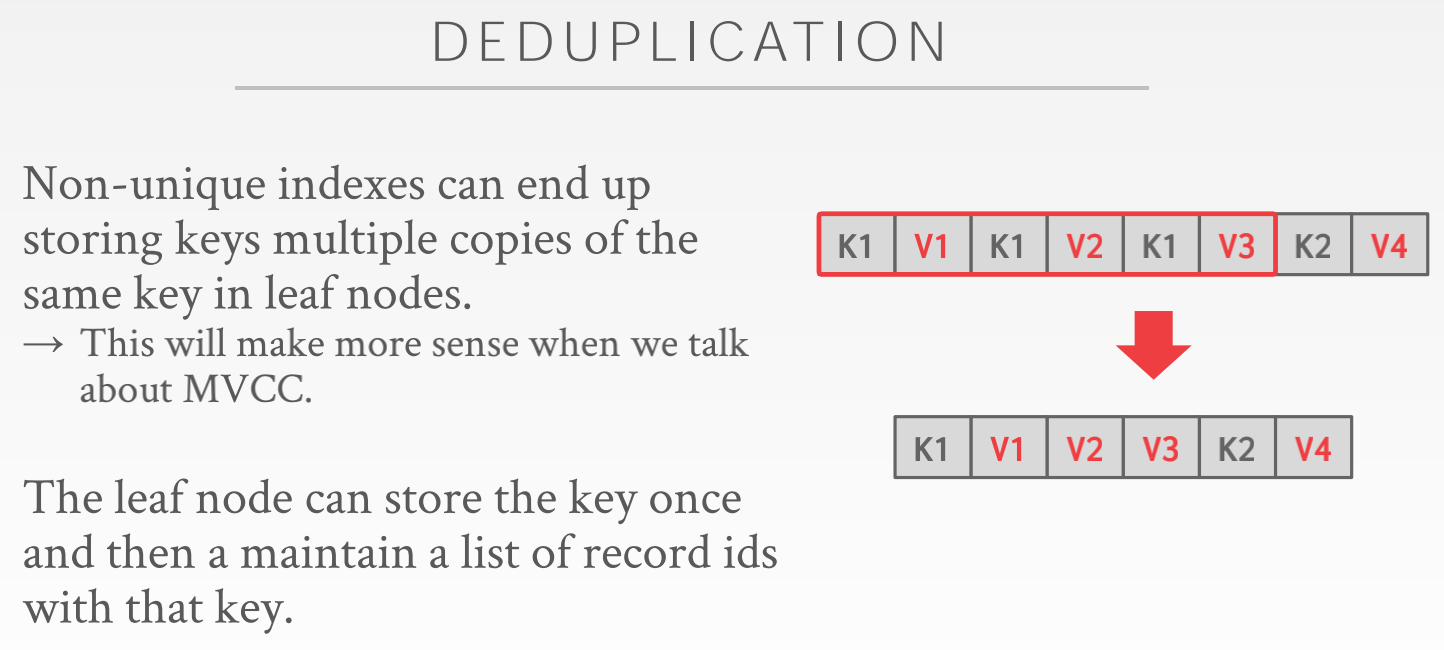 DEDUPLICATION
Non-unique indexes can end up
storing keys multiple copies of the
same key in leaf nodes.
→ This will make more sense when we talk
about MVCC.
The leaf node can store the key once
and then a maintain a list of record ids
with that key.
K1 V1 K1 V2 K1 V3 K2 V4
K1 V1 V2 V3 K2 V4